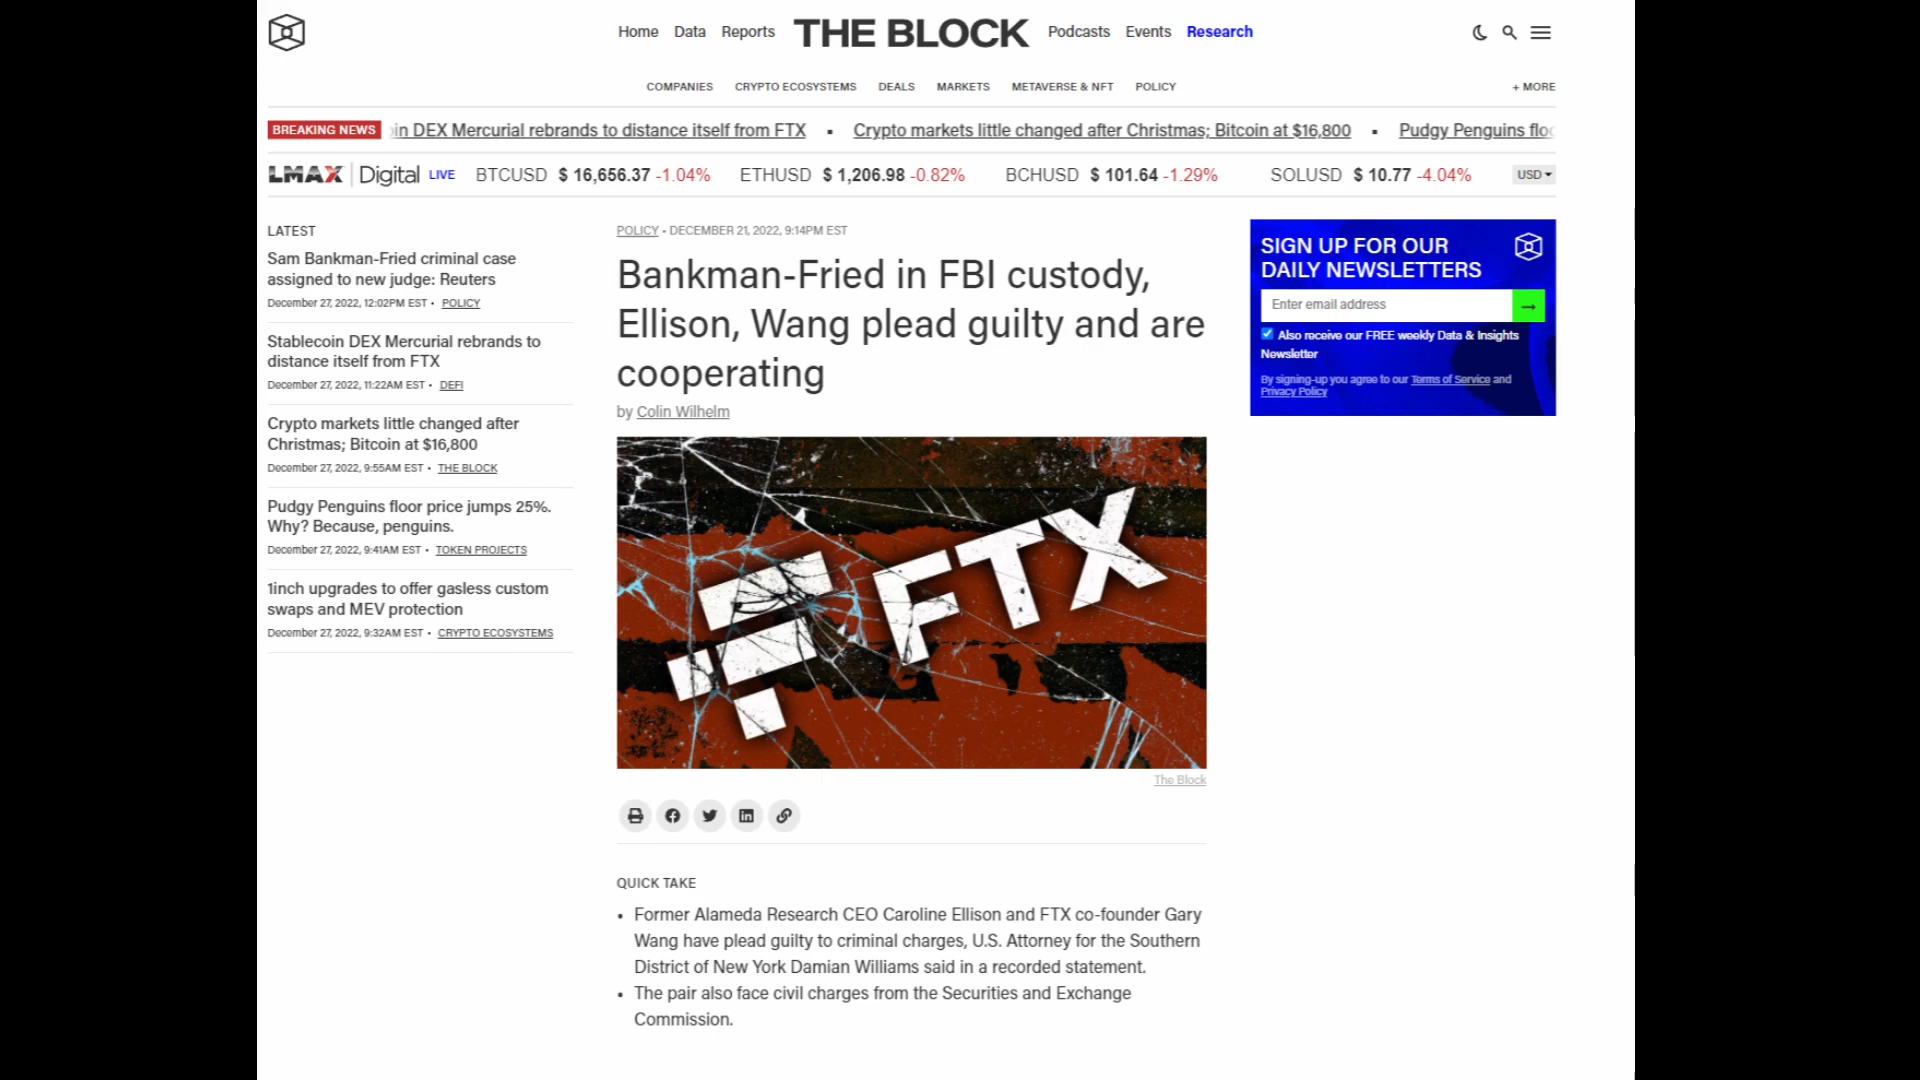 Home Data Reports THE BLOCK Podcasts Events Research
COMPANIES CRYPTO ECOSYSTEMS DEALS MARKETS METAVERSE & NFT POLICY + MORE
BREAKING NEWS in DEX Mercurial rebrands to distance itself from FTX ▪ Crypto markets little changed after Christmas; Bitcoin at $16,800 ▪ Pudgy Penguins floo
LMAX Digital LIVE BTCUSD $ 16,656.37 -1.04% ETHUSD $ 1,206.98 -0.82% BCHUSD $ 101.64 -1.29% SOLUSD $ 10.77 -4.04% USD
LATEST
Sam Bankman-Fried criminal case
assigned to new judge: Reuters
December 27, 2022, 12:02PM EST • POLICY
Stablecoin DEX Mercurial rebrands to
distance itself from FTX
December 27, 2022, 11:22AM EST • DEFI
Crypto markets little changed after
Christmas; Bitcoin at $16,800
December 27, 2022, 9:55AM EST • THE BLOCK
Pudgy Penguins floor price jumps 25%.
Why? Because, penguins.
December 27, 2022, 9:41AM EST • TOKEN PROJECTS
1inch upgrades to offer gasless custom
swaps and MEV protection
December 27, 2022, 9:32AM EST • CRYPTO ECOSYSTEMS
POLICY • DECEMBER 21, 2022, 9:14PM EST
Bankman-Fried in FBI custody,
Ellison, Wang plead guilty and are
cooperating
by Colin Wilhelm
FTX
The Block
QUICK TAKE
• Former Alameda Research CEO Caroline Ellison and FTX co-founder Gary
Wang have plead guilty to criminal charges, U.S. Attorney for the Southern
District of New York Damian Williams said in a recorded statement.
• The pair also face civil charges from the Securities and Exchange
Commission.
SIGN UP FOR OUR
DAILY NEWSLETTERS
Enter email address →
Also receive our FREE weekly Data & Insights
Newsletter
By signing-up you agree to our Terms of Service and
Privacy Policy